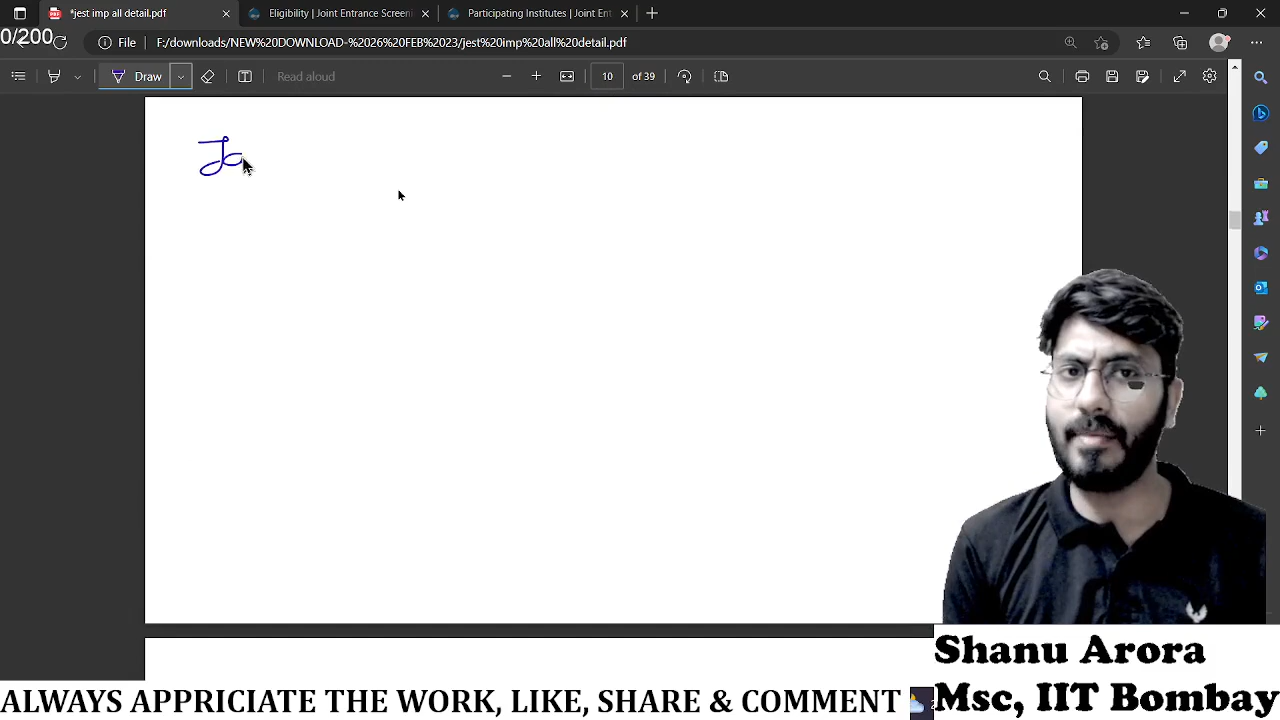 *jest imp all detail.pdf
Eligibility | Joint Entrance Screeni
Participating Institutes | Joint Ent
0/200
File F:/downloads/NEW%20DOWNLOAD-%2026%20FEB%2023/jest%20imp%20all%20detail.pdf
Draw
Read aloud
10 of 39
Shanu Arora
ALWAYS APPRICIATE THE WORK, LIKE, SHARE & COMMENT
Msc, IIT Bombay